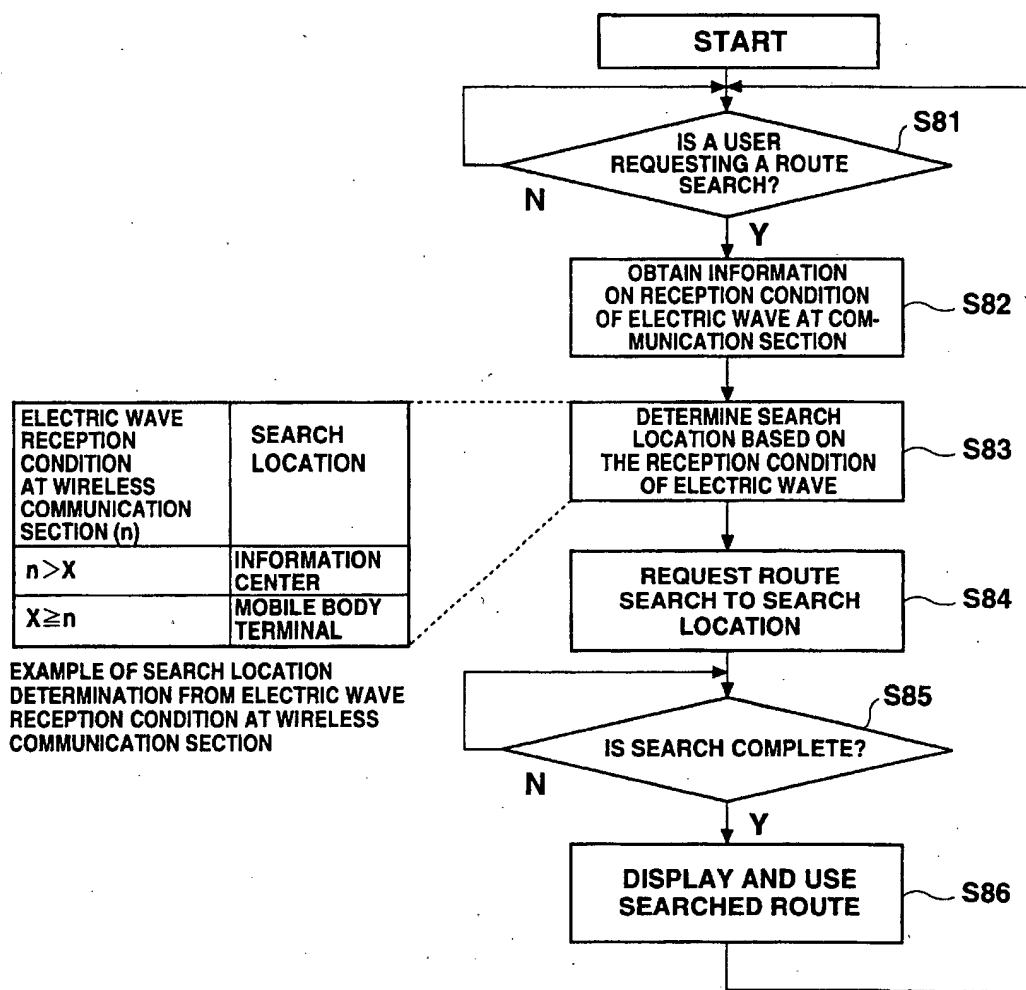 START
S81
IS A USER
REQUESTING A ROUTE
SEARCH?
N
Y
OBTAIN INFORMATION
ON RECEPTION CONDITION
OF ELECTRIC WAVE AT COM-
MUNICATION SECTION
S82
DETERMINE SEARCH
LOCATION BASED ON
THE RECEPTION CONDITION
OF ELECTRIC WAVE
S83
ELECTRIC WAVE
RECEPTION
CONDITION
AT WIRELESS
COMMUNICATION
SECTION (n)
SEARCH
LOCATION
n>X
INFORMATION
CENTER
X≧n
MOBILE BODY
TERMINAL
EXAMPLE OF SEARCH LOCATION
DETERMINATION FROM ELECTRIC WAVE
RECEPTION CONDITION AT WIRELESS
COMMUNICATION SECTION
REQUEST ROUTE
SEARCH TO SEARCH
LOCATION
S84
S85
IS SEARCH COMPLETE?
N
Y
DISPLAY AND USE
SEARCHED ROUTE
S86